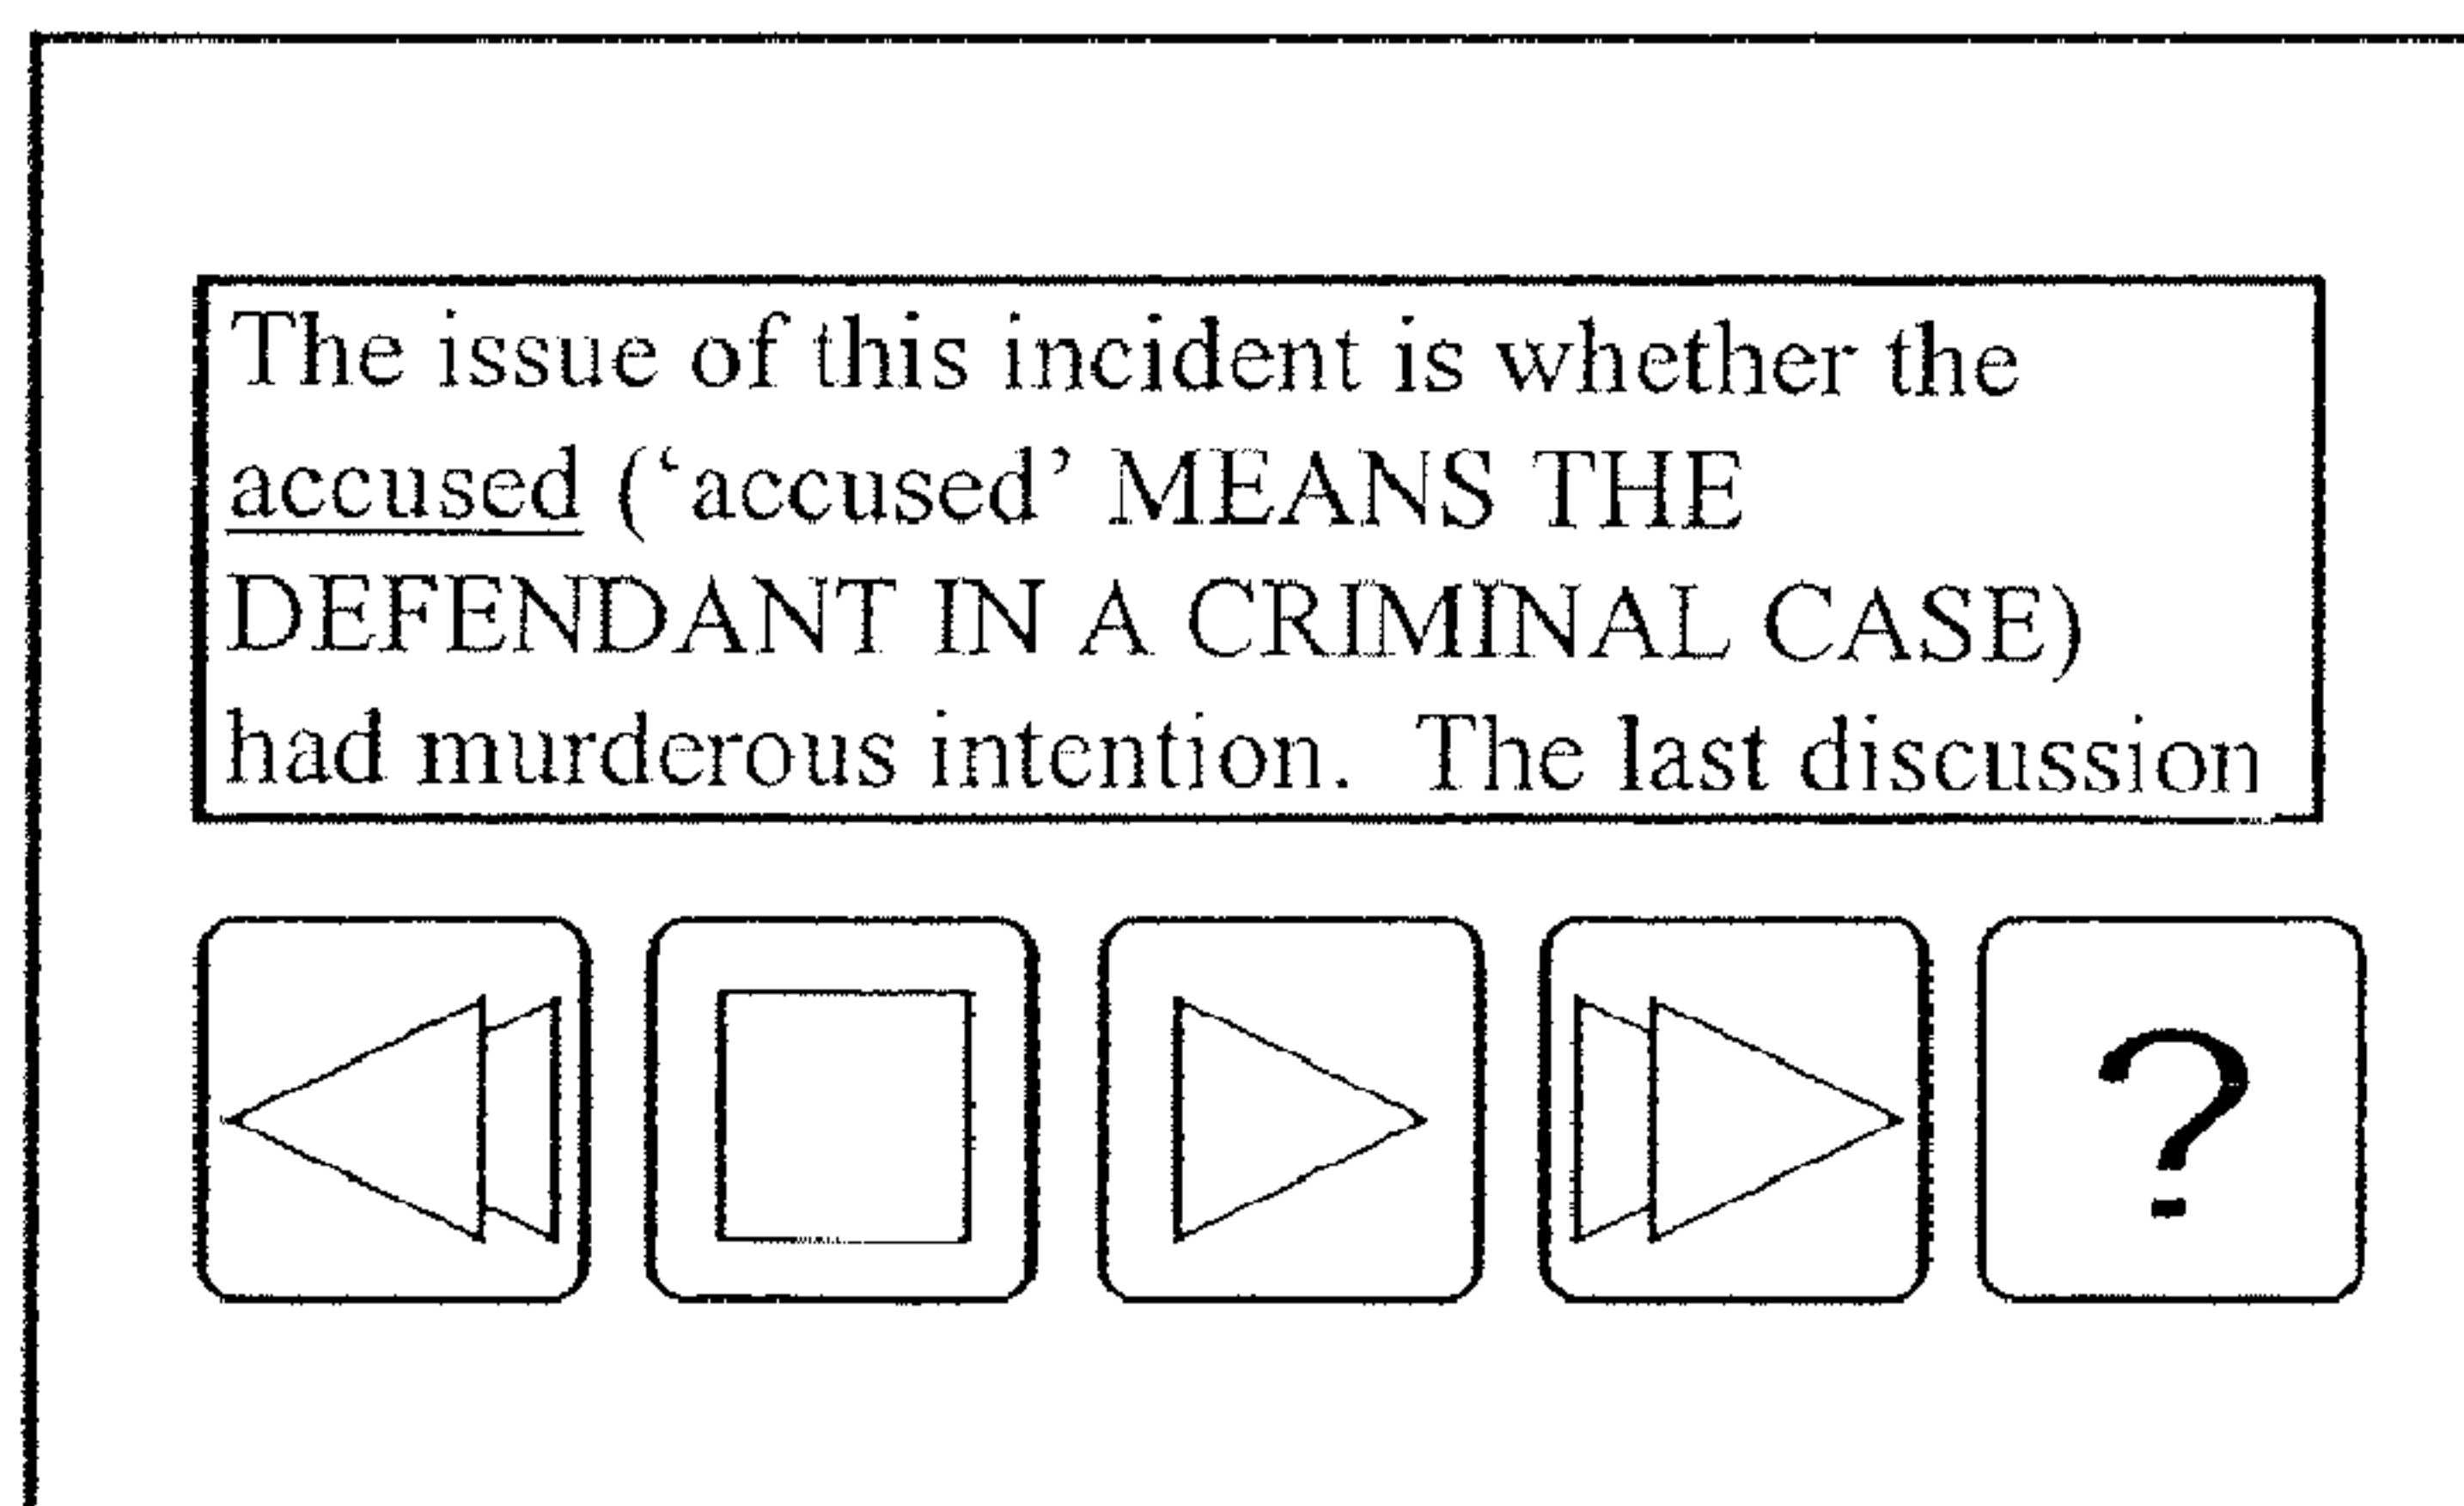 The issue of this incident is whether the
accused (‘accused’ MEANS THE
DEFENDANT IN A CRIMINAL CASE)
had murderous intention. The last discussion
?